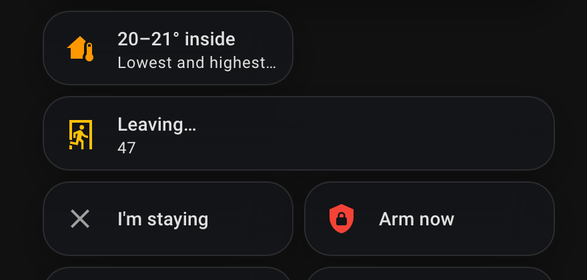 20–21° inside
Lowest and highest…
Leaving…
47
I'm staying
Arm now